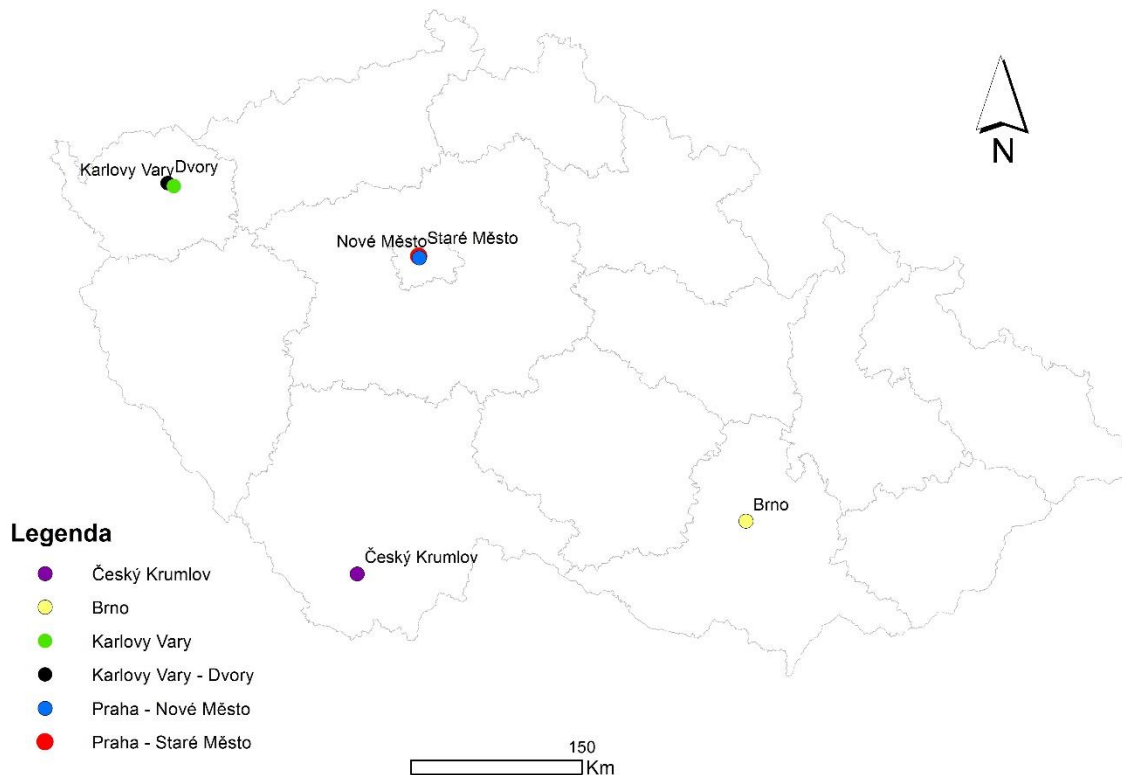 N
Karlovy Vary
Dvory
Nové Město
Staré Město
Brno
Český Krumlov
Legenda
Český Krumlov
Brno
Karlovy Vary
Karlovy Vary - Dvory
Praha - Nové Město
Praha - Staré Město
150
Km